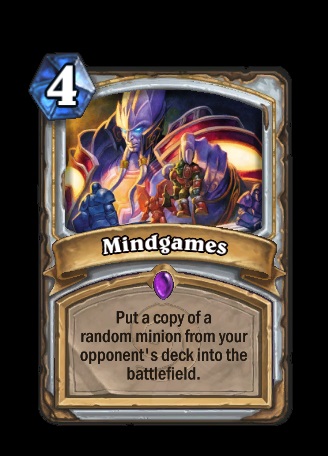 4
Mindgames
Put a copy of a
random minion from your
opponent's deck into the
battlefield.